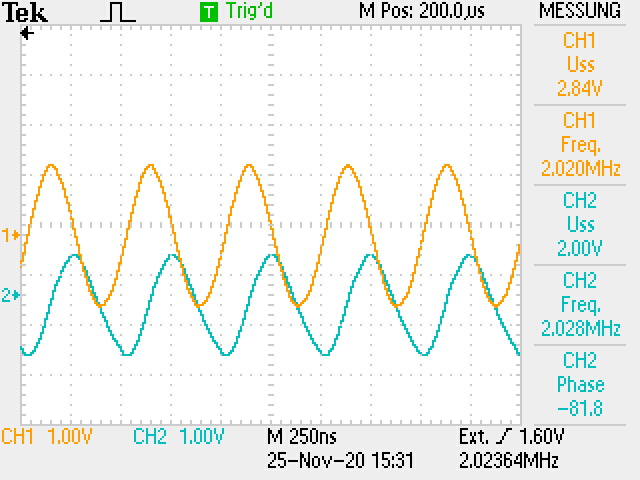 Tek T Trig'd M Pos: 200.0µs MESSUNG
CH1
Uss
2.84V
CH1
Freq.
2.020MHz
CH2
Uss
2.00V
CH2
Freq.
2.028MHz
CH2
Phase
-81.8
1
2
CH1 1.00V CH2 1.00V M 250ns Ext. 1.60V
25-Nov-20 15:31 2.02364MHz